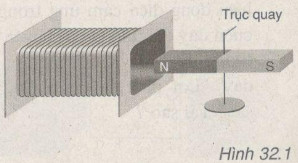 Trục quay
N
S
Hình 32.1